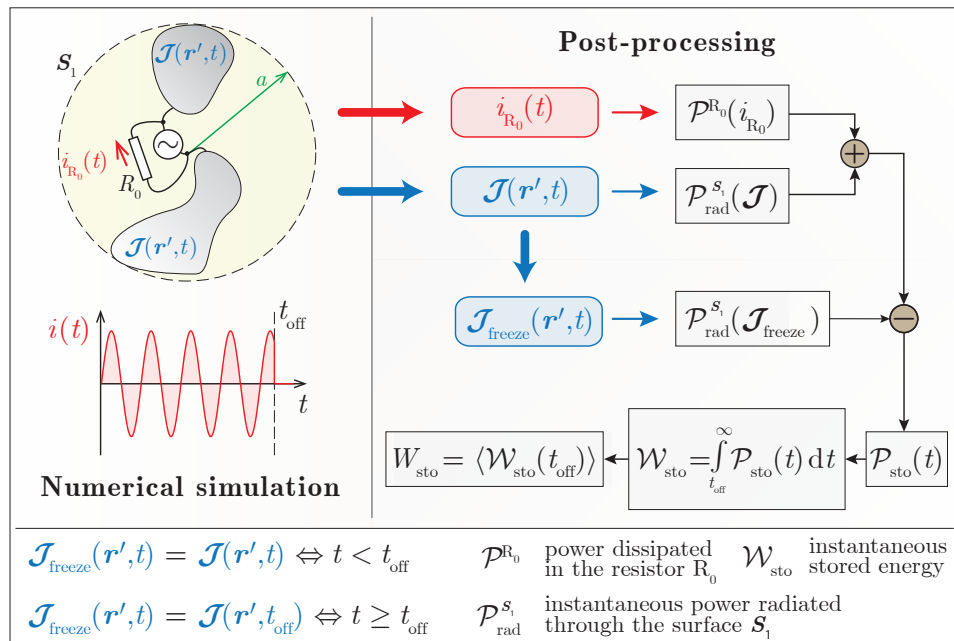 S₁
𝒥(r′,t)
a
i_R₀(t)
R₀
𝒥(r′,t)
i(t)
t_off
t
Numerical simulation
Post-processing
i_R₀(t)
𝒫^R₀(i_R₀)
+
𝒥(r′,t)
𝒫_rad^S₁(𝒥)
𝒥_freeze(r′,t)
𝒫_rad^S₁(𝒥_freeze)
−
W_sto = ⟨𝒲_sto(t_off)⟩
𝒲_sto = ∫_{t_off}^{∞} 𝒫_sto(t) dt
𝒫_sto(t)
𝒥_freeze(r′,t) = 𝒥(r′,t) ⇔ t < t_off
𝒥_freeze(r′,t) = 𝒥(r′,t_off) ⇔ t ≥ t_off
𝒫^R₀ power dissipated
in the resistor R₀
𝒲_sto instantaneous
stored energy
𝒫_rad^S₁ instantaneous power radiated
through the surface S₁